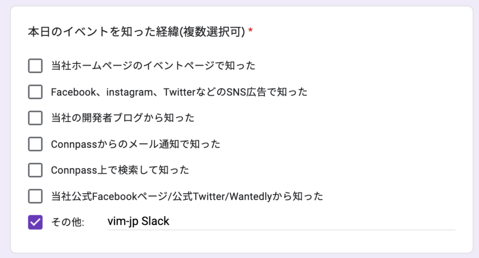 本日のイベントを知った経緯(複数選択可) *
当社ホームページのイベントページで知った
Facebook、instagram、TwitterなどのSNS広告で知った
当社の開発者ブログから知った
Connpassからのメール通知で知った
Connpass上で検索して知った
当社公式Facebookページ/公式Twitter/Wantedlyから知った
その他: vim-jp Slack